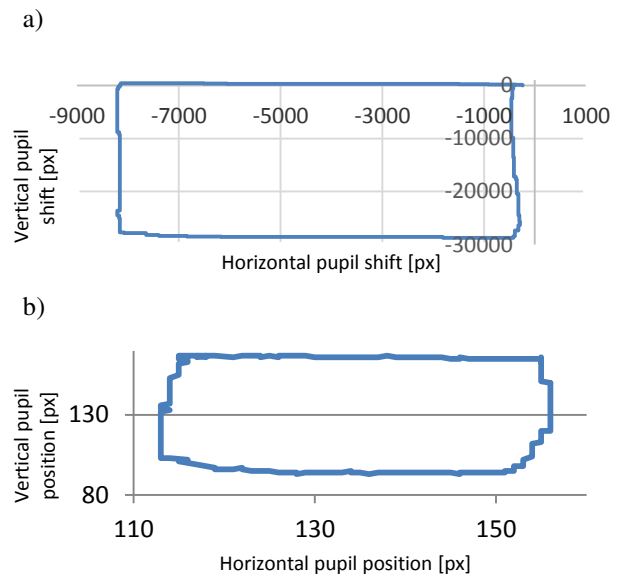 a)
0
-9000 -7000 -5000 -3000 -1000 1000
-10000
-20000
-30000
Vertical pupil
shift [px]
Horizontal pupil shift [px]
b)
130
80
110 130 150
Vertical pupil
position [px]
Horizontal pupil position [px]